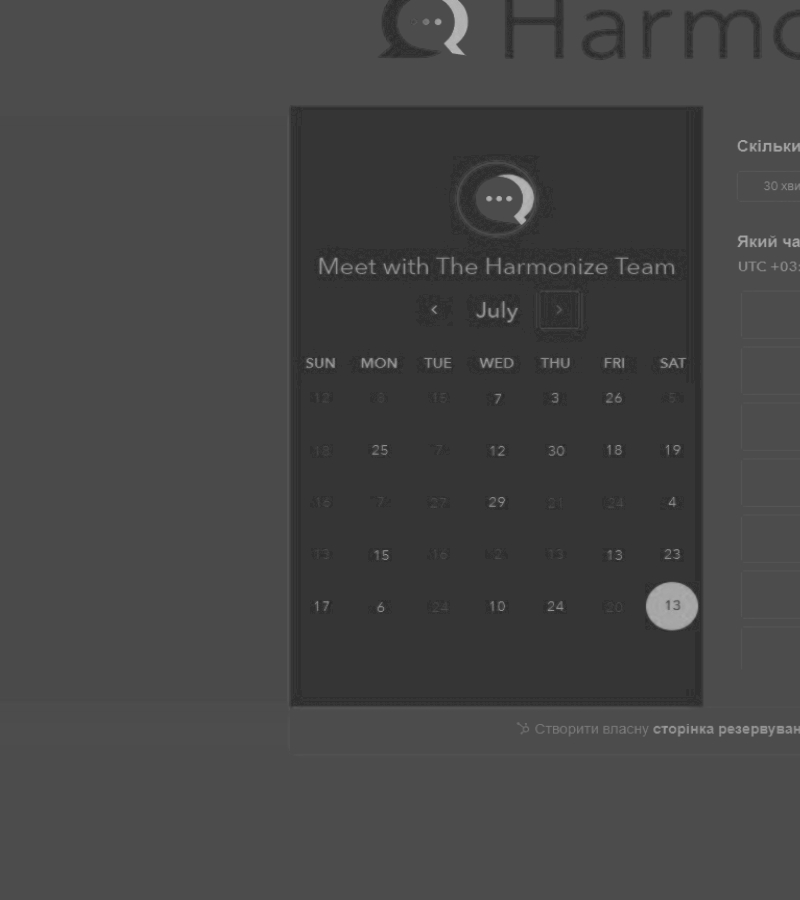 Harmo
Скільки
30 хви
Meet with The Harmonize Team
Який ча
UTC +03:
July
SUN MON TUE WED THU FRI SAT
12 3 15 7 3 26 5
13 25 7 12 30 18 19
16 7 27 29 21 24 4
13 15 16 2 13 13 23
17 6 24 10 24 20 13
Створити власну сторінка резервуван